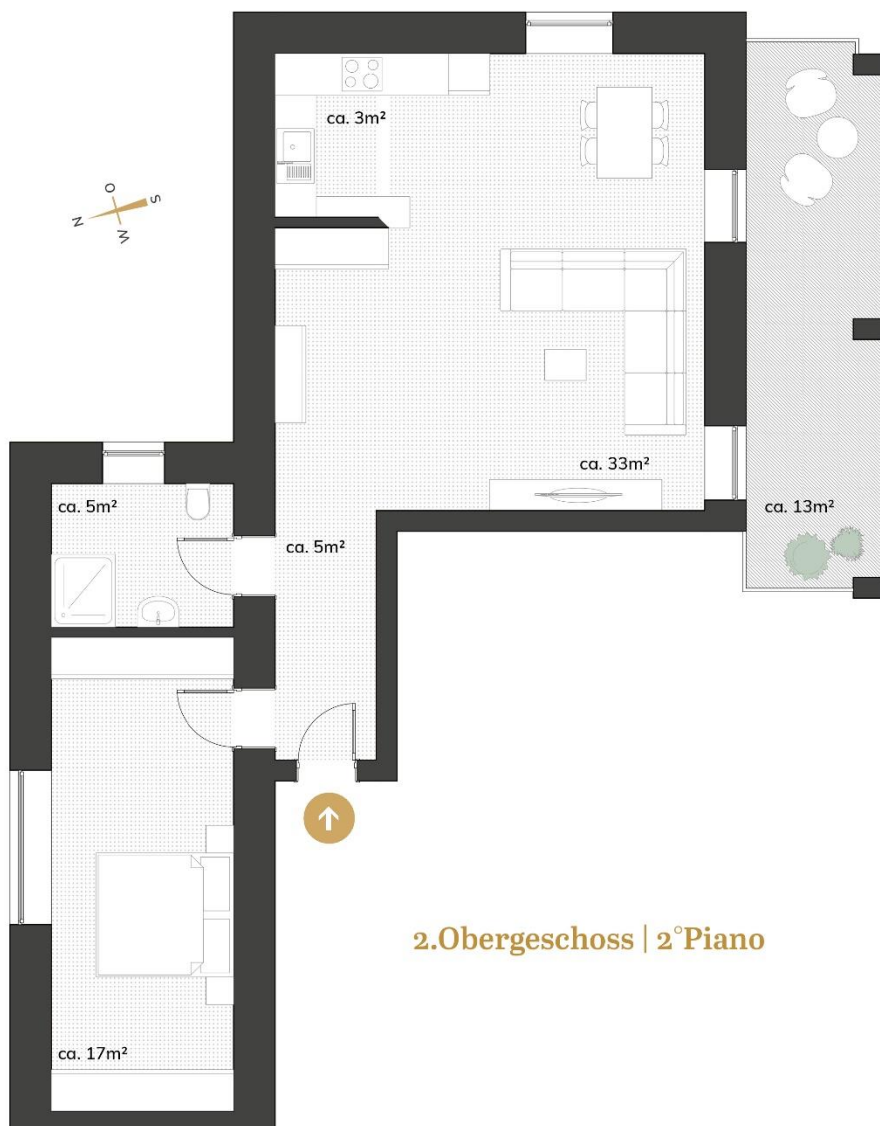 ca. 3m²
O
S
N
W
ca. 33m²
ca. 5m²
ca. 13m²
ca. 5m²
2.Obergeschoss | 2°Piano
ca. 17m²